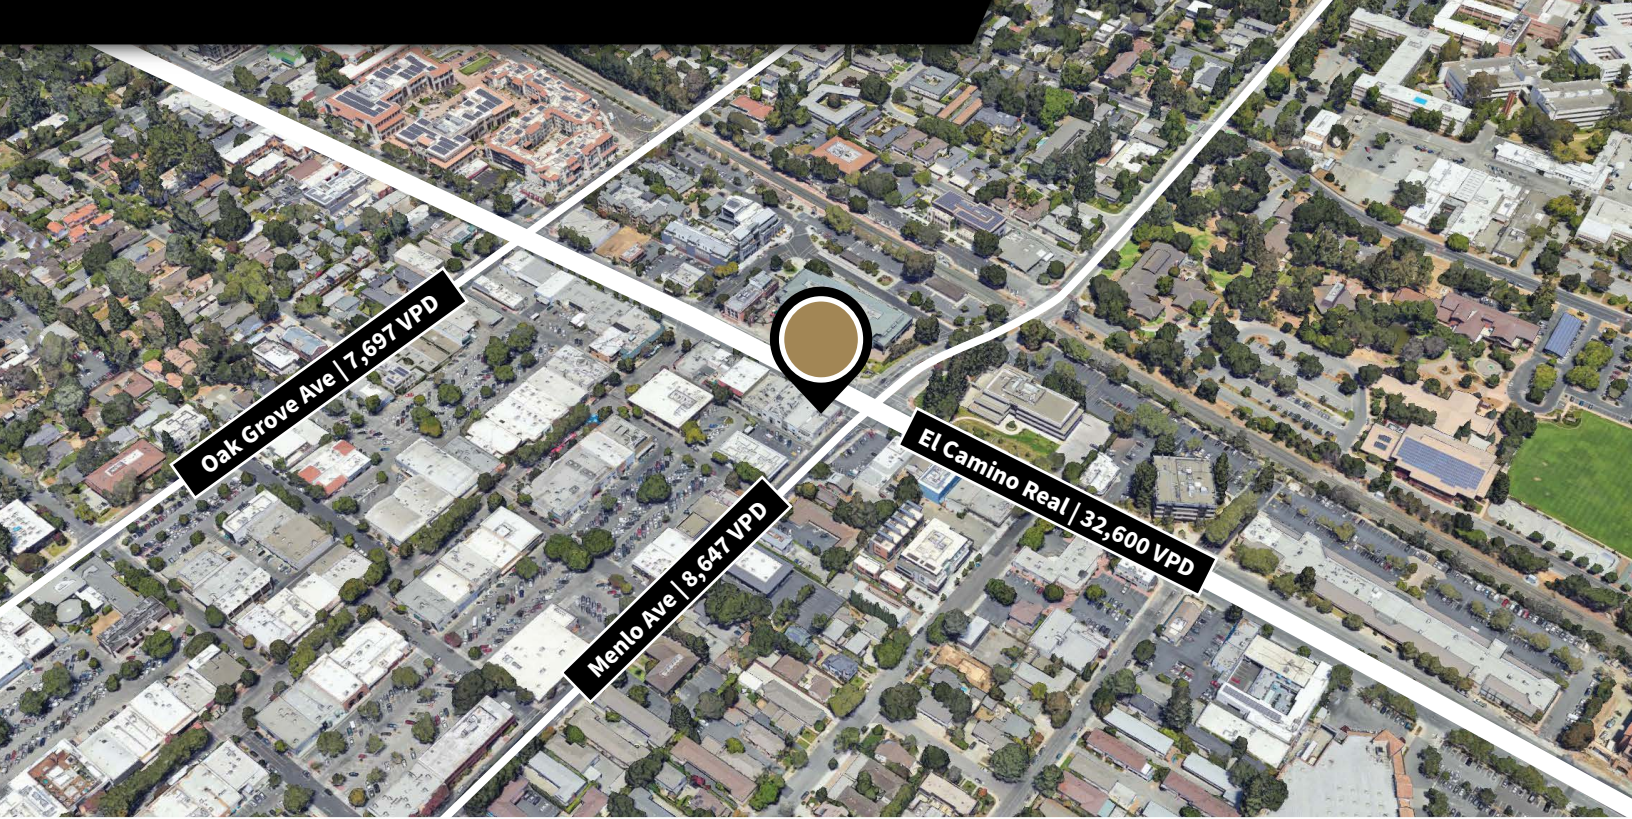 Oak Grove Ave | 7,697 VPD
El Camino Real | 32,600 VPD
Menlo Ave | 8,647 VPD